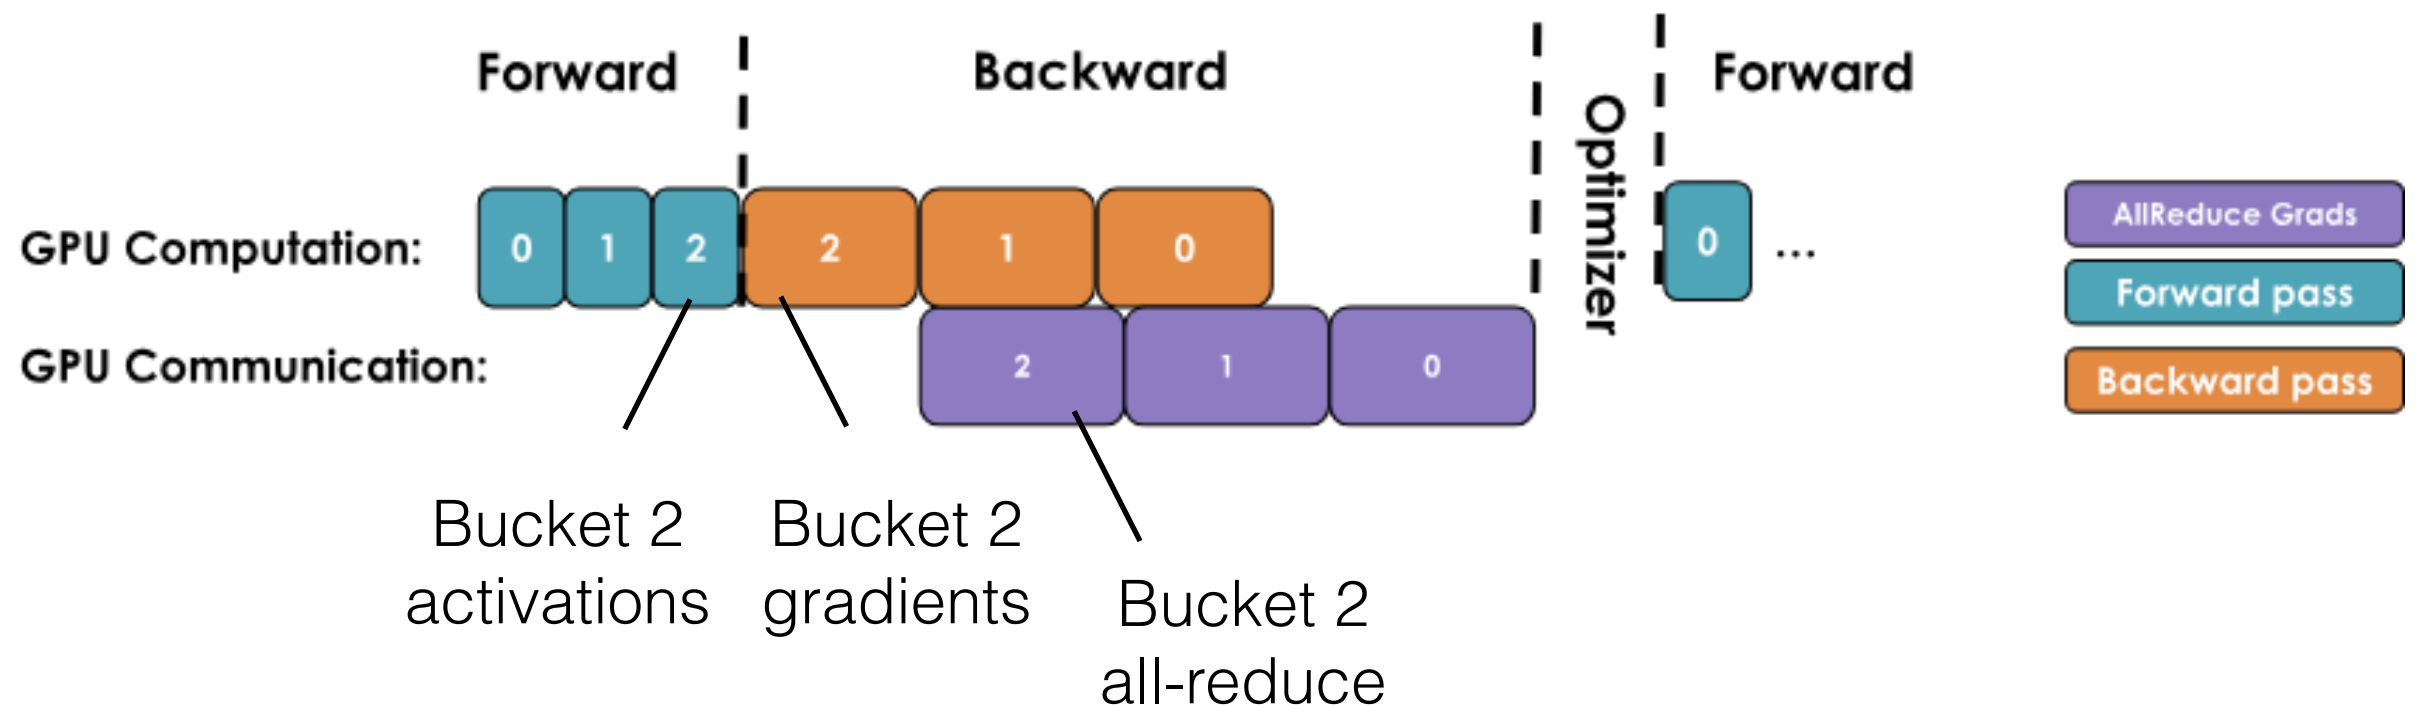 Forward
Backward
Optimizer
Forward
GPU Computation:
0
1
2
2
1
0
0
...
GPU Communication:
2
1
0
AllReduce Grads
Forward pass
Backward pass
Bucket 2
activations
Bucket 2
gradients
Bucket 2
all-reduce